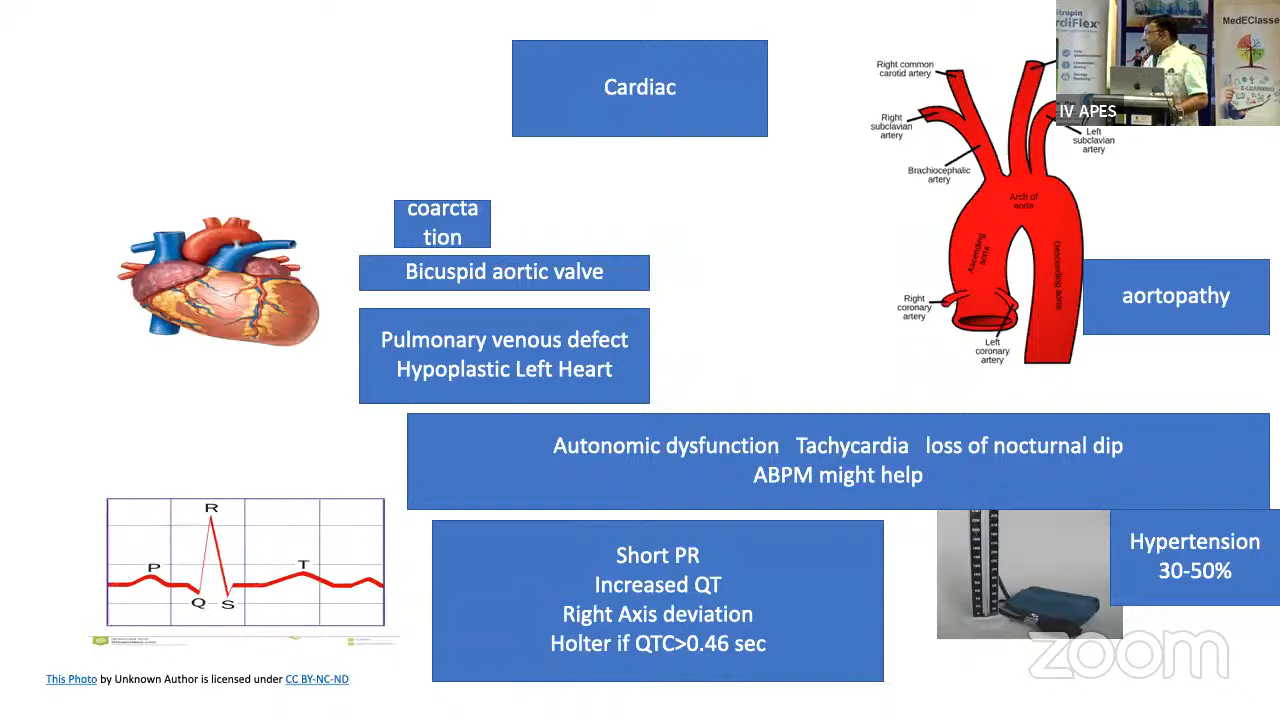 Cardiac
Right common
carotid artery
Right
subclavian
artery
Brachiocephalic
artery
Left
subclavian
artery
Arch of
aorta
Ascending
aorta
Descending aorta
Right
coronary
artery
Left
coronary
artery
IV APES
MedEClasse
E-LEARNING
coarcta
tion
Bicuspid aortic valve
aortopathy
Pulmonary venous defect
Hypoplastic Left Heart
Autonomic dysfunction Tachycardia loss of nocturnal dip
ABPM might help
R
P
T
Q
S
Short PR
Increased QT
Right Axis deviation
Holter if QTC>0.46 sec
Hypertension
30-50%
zoom
This Photo by Unknown Author is licensed under CC BY-NC-ND